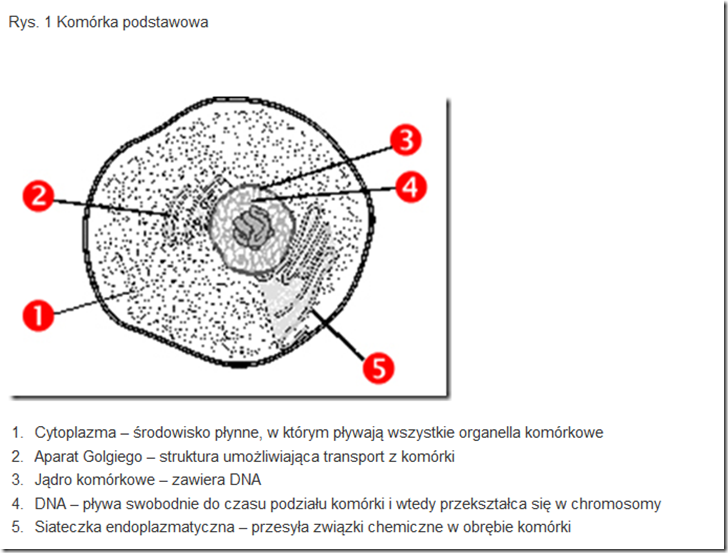 Rys. 1 Komórka podstawowa
3
4
2
1
5
1. Cytoplazma – środowisko płynne, w którym pływają wszystkie organella komórkowe
2. Aparat Golgiego – struktura umożliwiająca transport z komórki
3. Jądro komórkowe – zawiera DNA
4. DNA – pływa swobodnie do czasu podziału komórki i wtedy przekształca się w chromosomy
5. Siateczka endoplazmatyczna – przesyła związki chemiczne w obrębie komórki